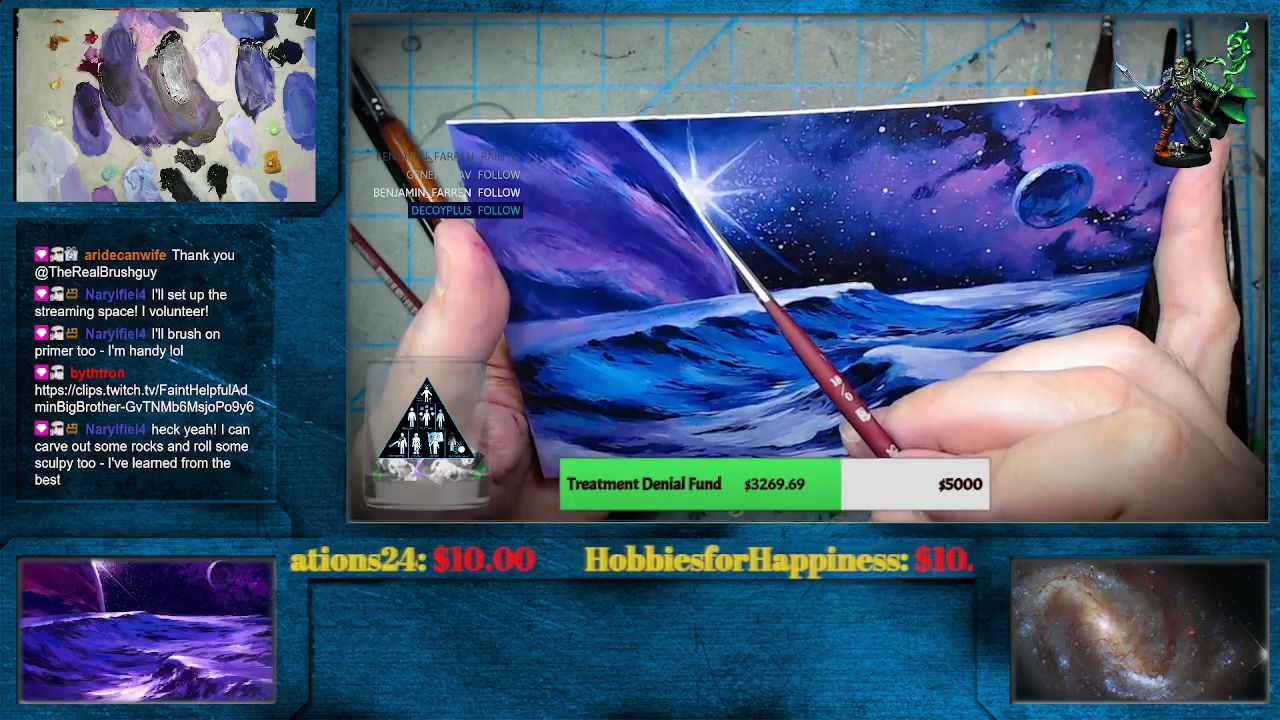 GENER   AV FOLLOW
BENJAMIN_FARREN FOLLOW
DECOYPLUS FOLLOW
aridecanwife Thank you
@TheRealBrushguy
Narylfiel4 I'll set up the
streaming space! I volunteer!
Narylfiel4 I'll brush on
primer too - I'm handy lol
bythtron
https://clips.twitch.tv/FaintHelpfulAd
minBigBrother-GvTNMb6MsjoPo9y6
Narylfiel4 heck yeah! I can
carve out some rocks and roll some
sculpy too - I've learned from the
best
Treatment Denial Fund $3269.69 $5000
ations24: $10.00 HobbiesforHappiness: $10.